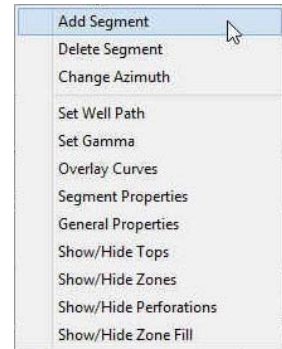 Add Segment
Delete Segment
Change Azimuth
Set Well Path
Set Gamma
Overlay Curves
Segment Properties
General Properties
Show/Hide Tops
Show/Hide Zones
Show/Hide Perforations
Show/Hide Zone Fill